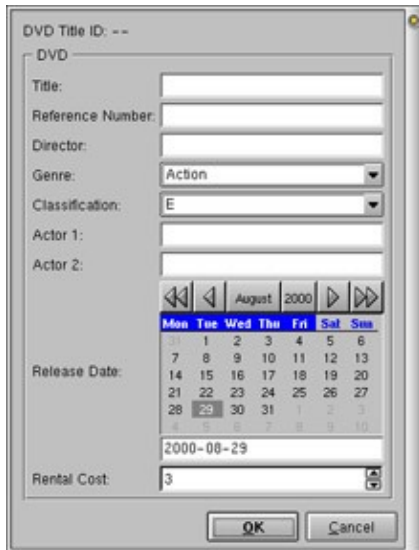 DVD Title ID: --
DVD
Title:
Reference Number:
Director:
Genre: Action
Classification: E
Actor 1:
Actor 2:
August 2000
Mon Tue Wed Thu Fri Sat Sun
31 1 2 3 4 5 6
7 8 9 10 11 12 13
14 15 16 17 18 19 20
21 22 23 24 25 26 27
28 29 30 31 1 2 3
4 5 6 7 8 9 10
Release Date:
2000-08-29
Rental Cost: 3
OK Cancel